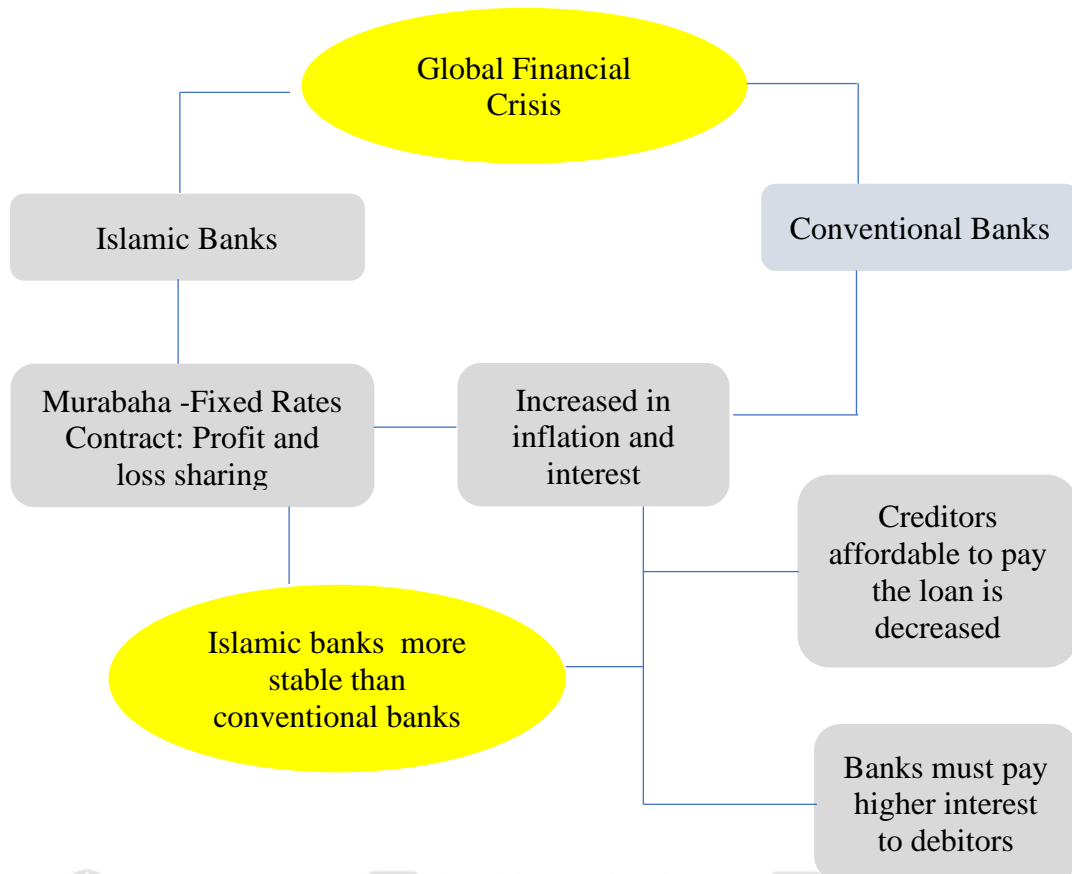 Global Financial
Crisis
Islamic Banks
Conventional Banks
Murabaha -Fixed Rates
Contract: Profit and
loss sharing
Increased in
inflation and
interest
Creditors
affordable to pay
the loan is
decreased
Islamic banks more
stable than
conventional banks
Banks must pay
higher interest
to debitors